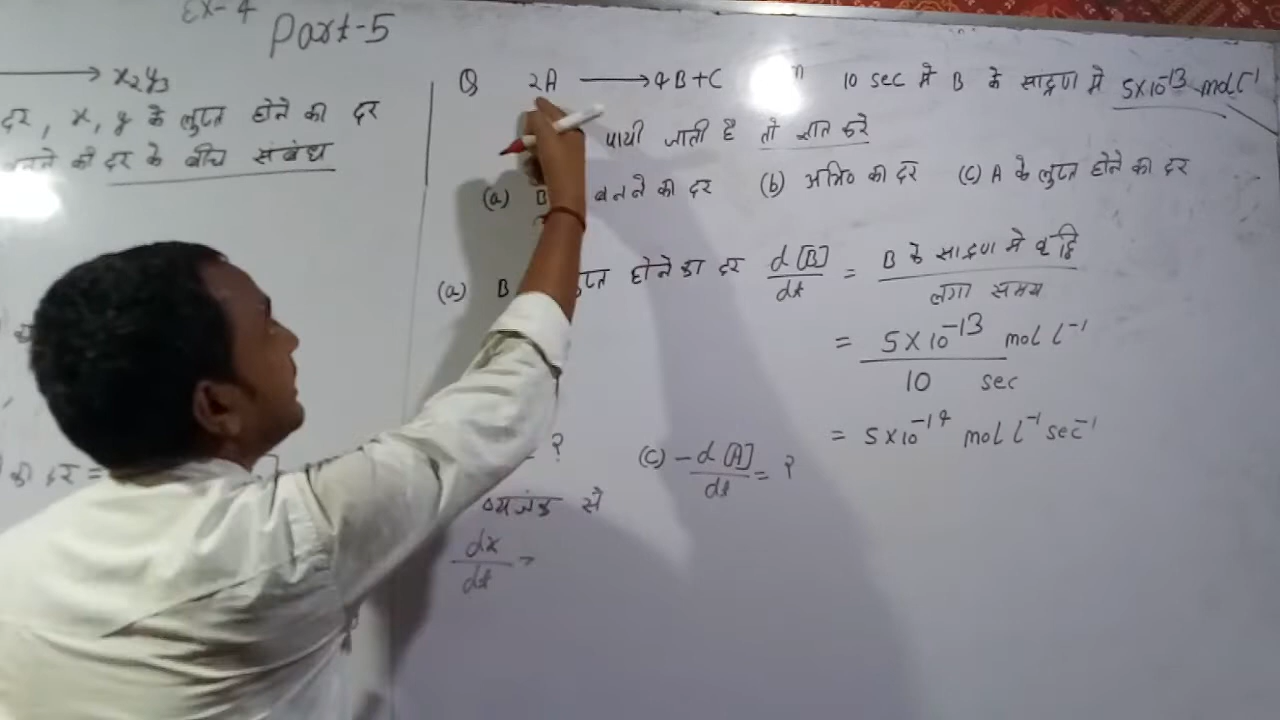 Ex-4
Part-5
⟶ x₂y₃
दर, x, y के लुप्त होने की दर
की दर के बीच संबंध
Q 2A ⟶ 4B + C 10 sec मे B के सान्द्रण मे 5×10⁻¹³ mol l⁻¹
पायी जाती है तो ज्ञात करे
(a) B बनने की दर (b) अभि० की दर (c) A के लुप्त होने की दर
(a) B होने का दर d[B]/dt = B के सान्द्रण मे वृद्धि / लगा समय
= 5×10⁻¹³ mol l⁻¹ / 10 sec
= 5×10⁻¹⁴ mol l⁻¹ sec⁻¹
= ? (c) -d[A]/dt = ?
व्यंजक से
dx/dt =
की दर =